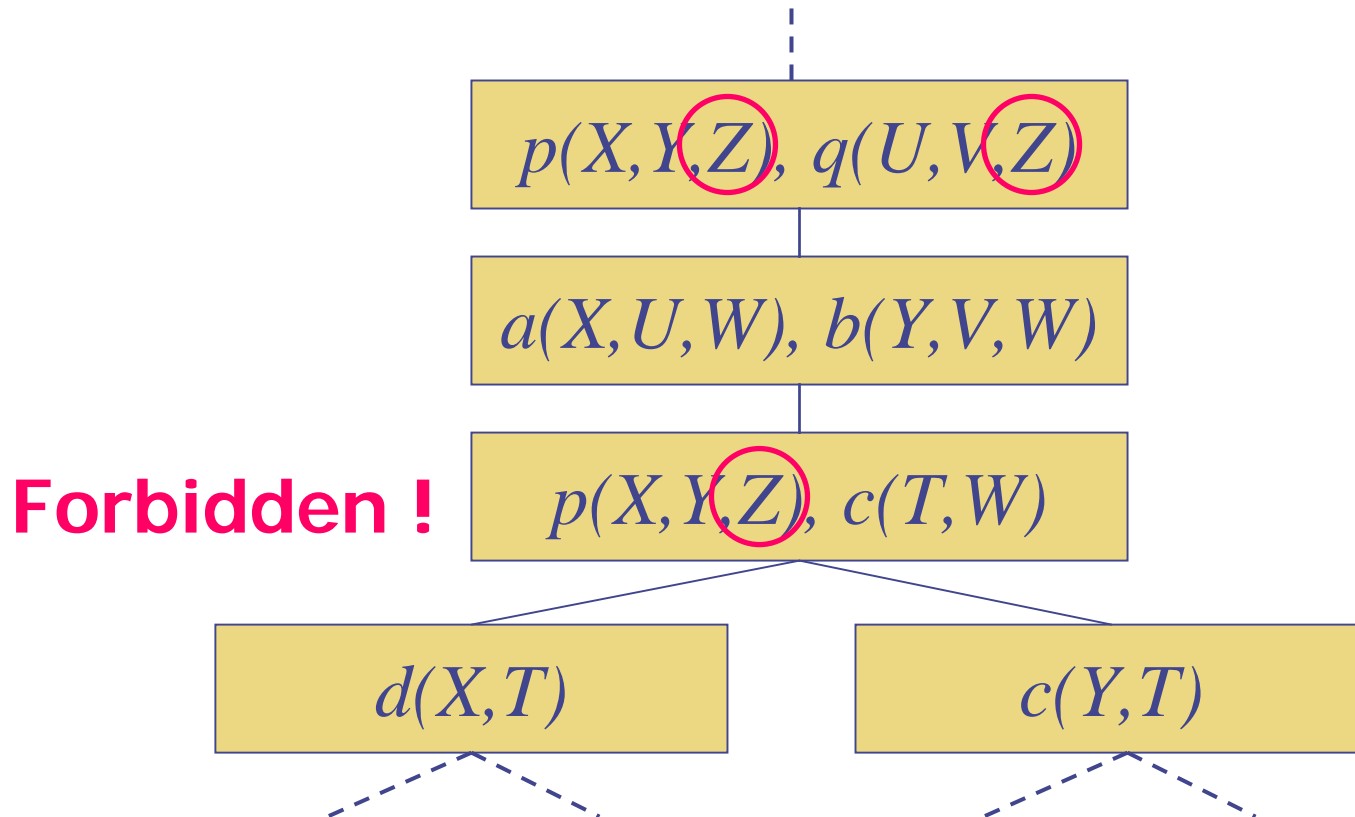 p(X,Y,Z), q(U,V,Z)
a(X,U,W), b(Y,V,W)
Forbidden !
p(X,Y,Z), c(T,W)
d(X,T)
c(Y,T)